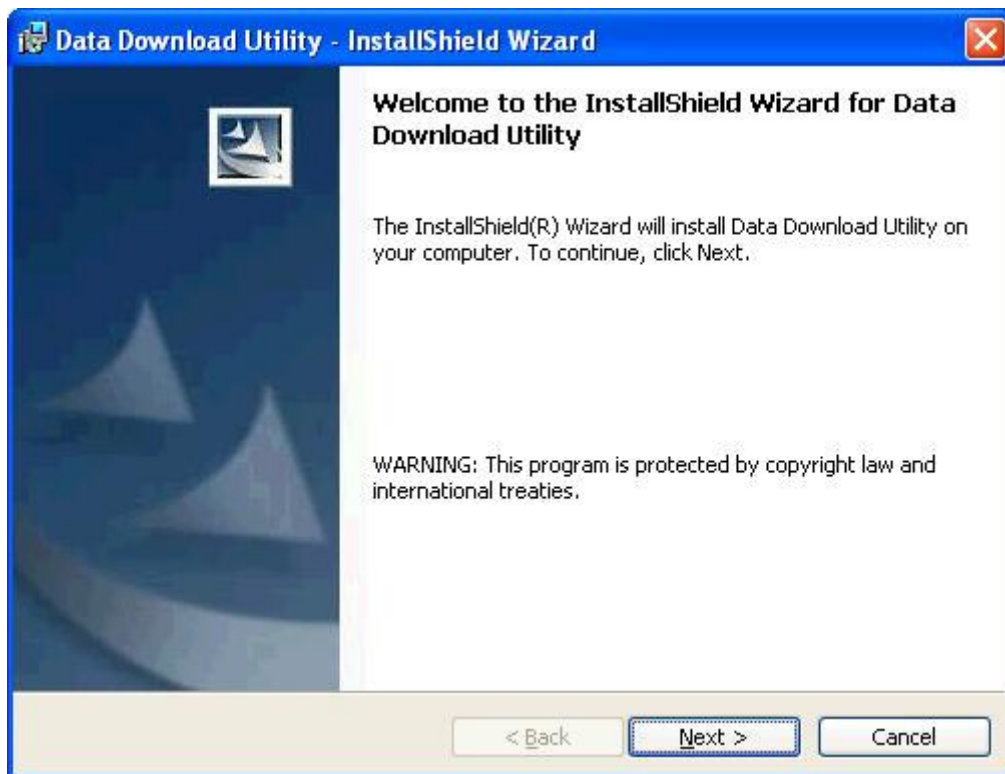 Data Download Utility - InstallShield Wizard
Welcome to the InstallShield Wizard for Data
Download Utility
The InstallShield(R) Wizard will install Data Download Utility on
your computer. To continue, click Next.
WARNING: This program is protected by copyright law and
international treaties.
< Back
Next >
Cancel